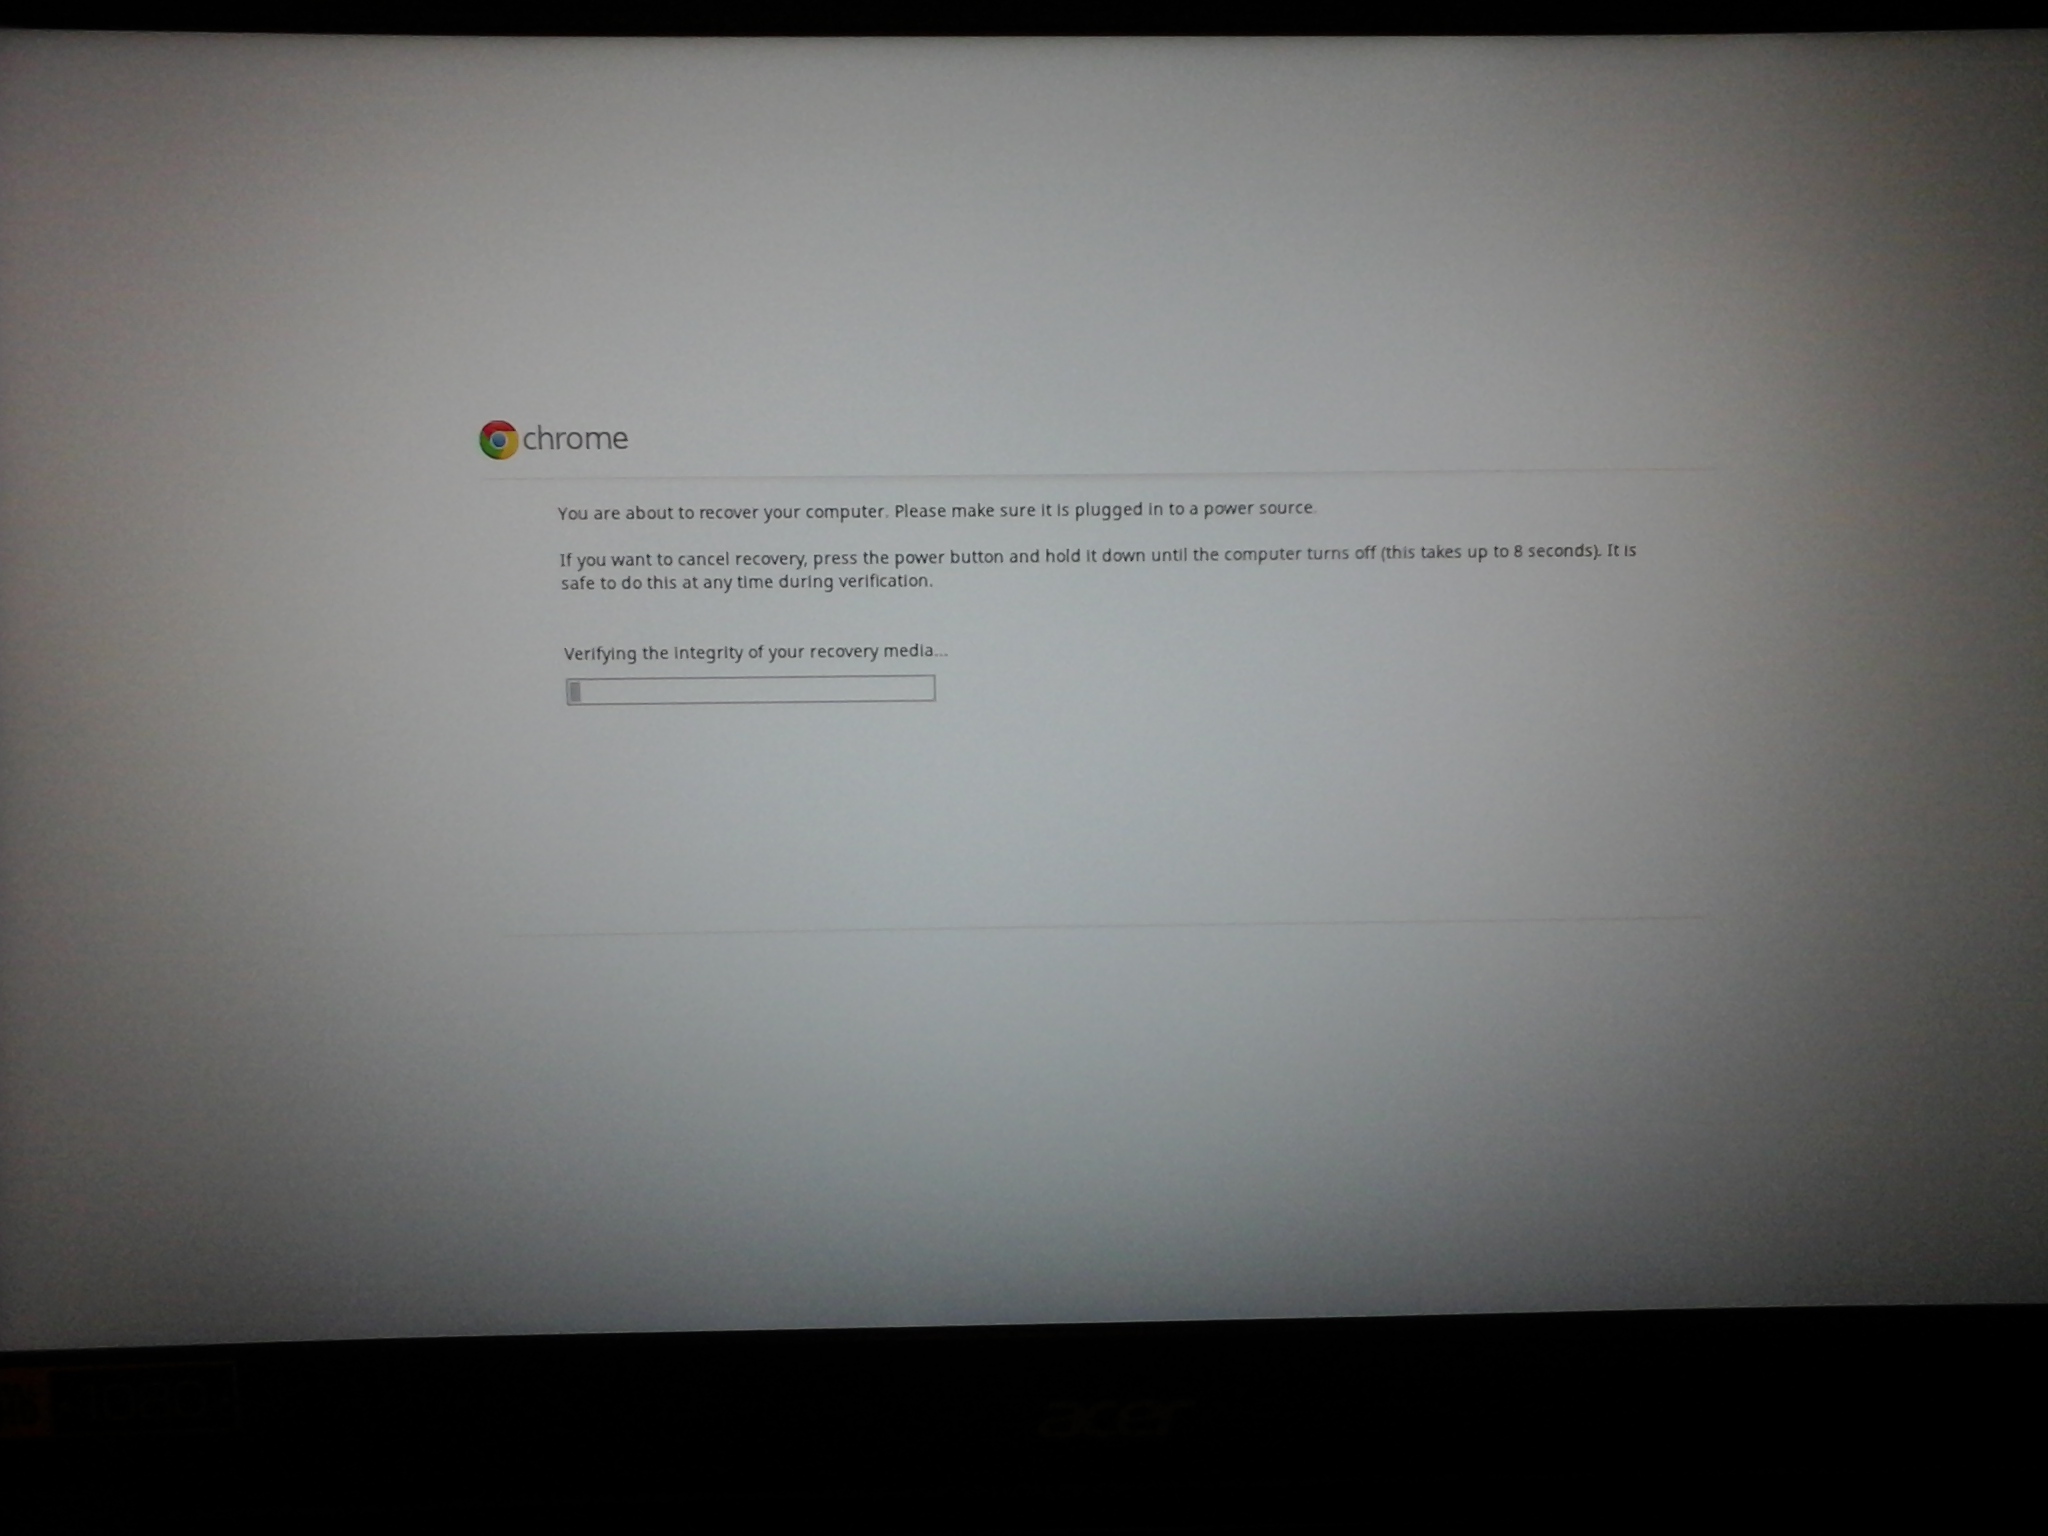 chrome
You are about to recover your computer. Please make sure it is plugged in to a power source.
If you want to cancel recovery, press the power button and hold it down until the computer turns off (this takes up to 8 seconds). It is
safe to do this at any time during verification.
Verifying the integrity of your recovery media...
1080
acer